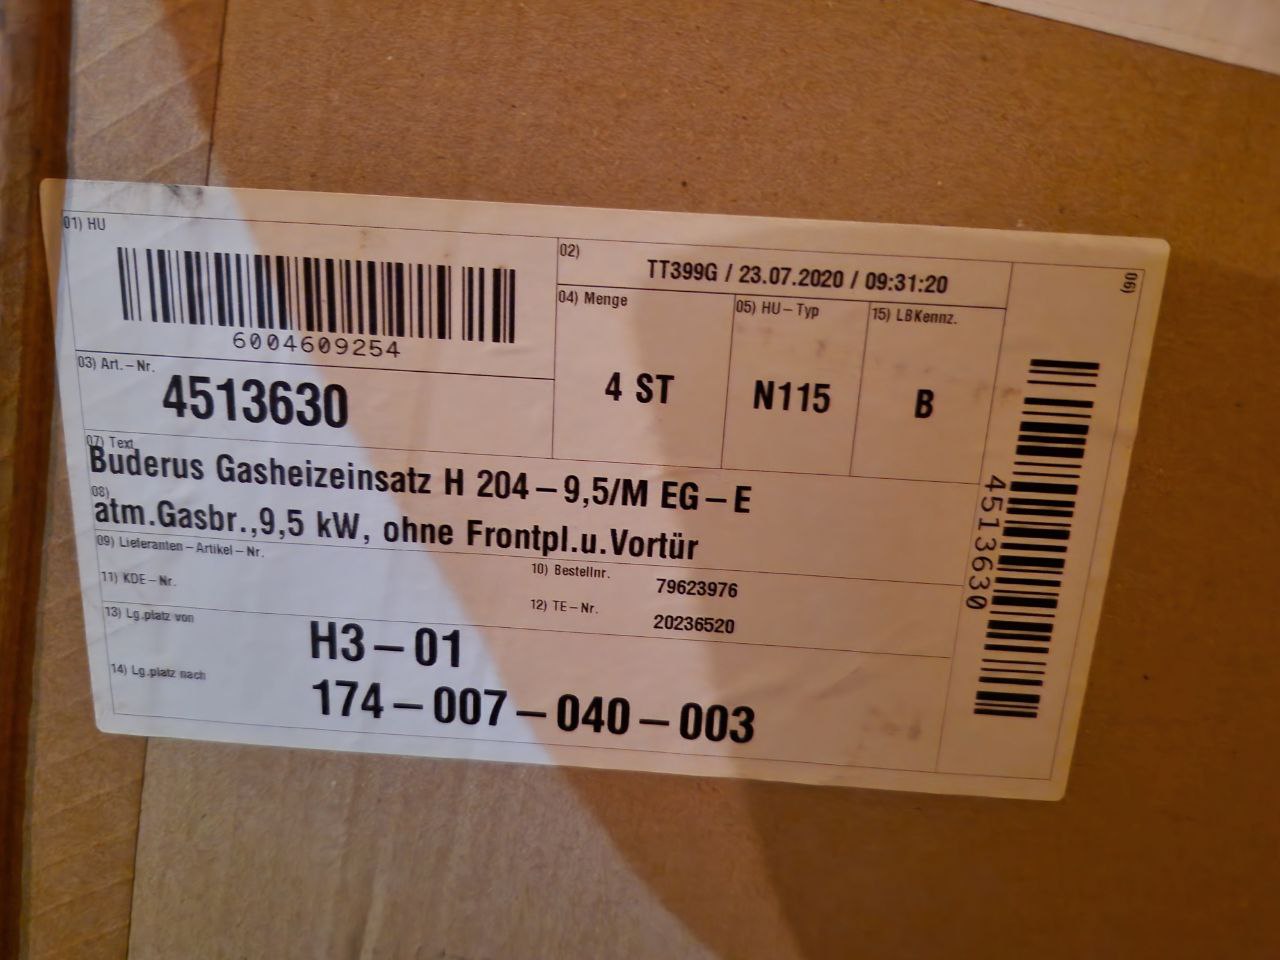 01) HU
6004609254
02)
TT399G / 23.07.2020 / 09:31:20
03) Art.-Nr.
4513630
04) Menge
4 ST
05) HU-Typ
N115
15) LBKennz.
B
06)
4513630
07) Text
Buderus Gasheizeinsatz H 204-9,5/M EG-E
08)
atm.Gasbr.,9,5 kW, ohne Frontpl.u.Vortür
09) Lieferanten-Artikel-Nr.
10) Bestellnr.
79623976
11) KDE-Nr.
12) TE-Nr.
20236520
13) Lg.platz von
H3-01
14) Lg.platz nach
174-007-040-003